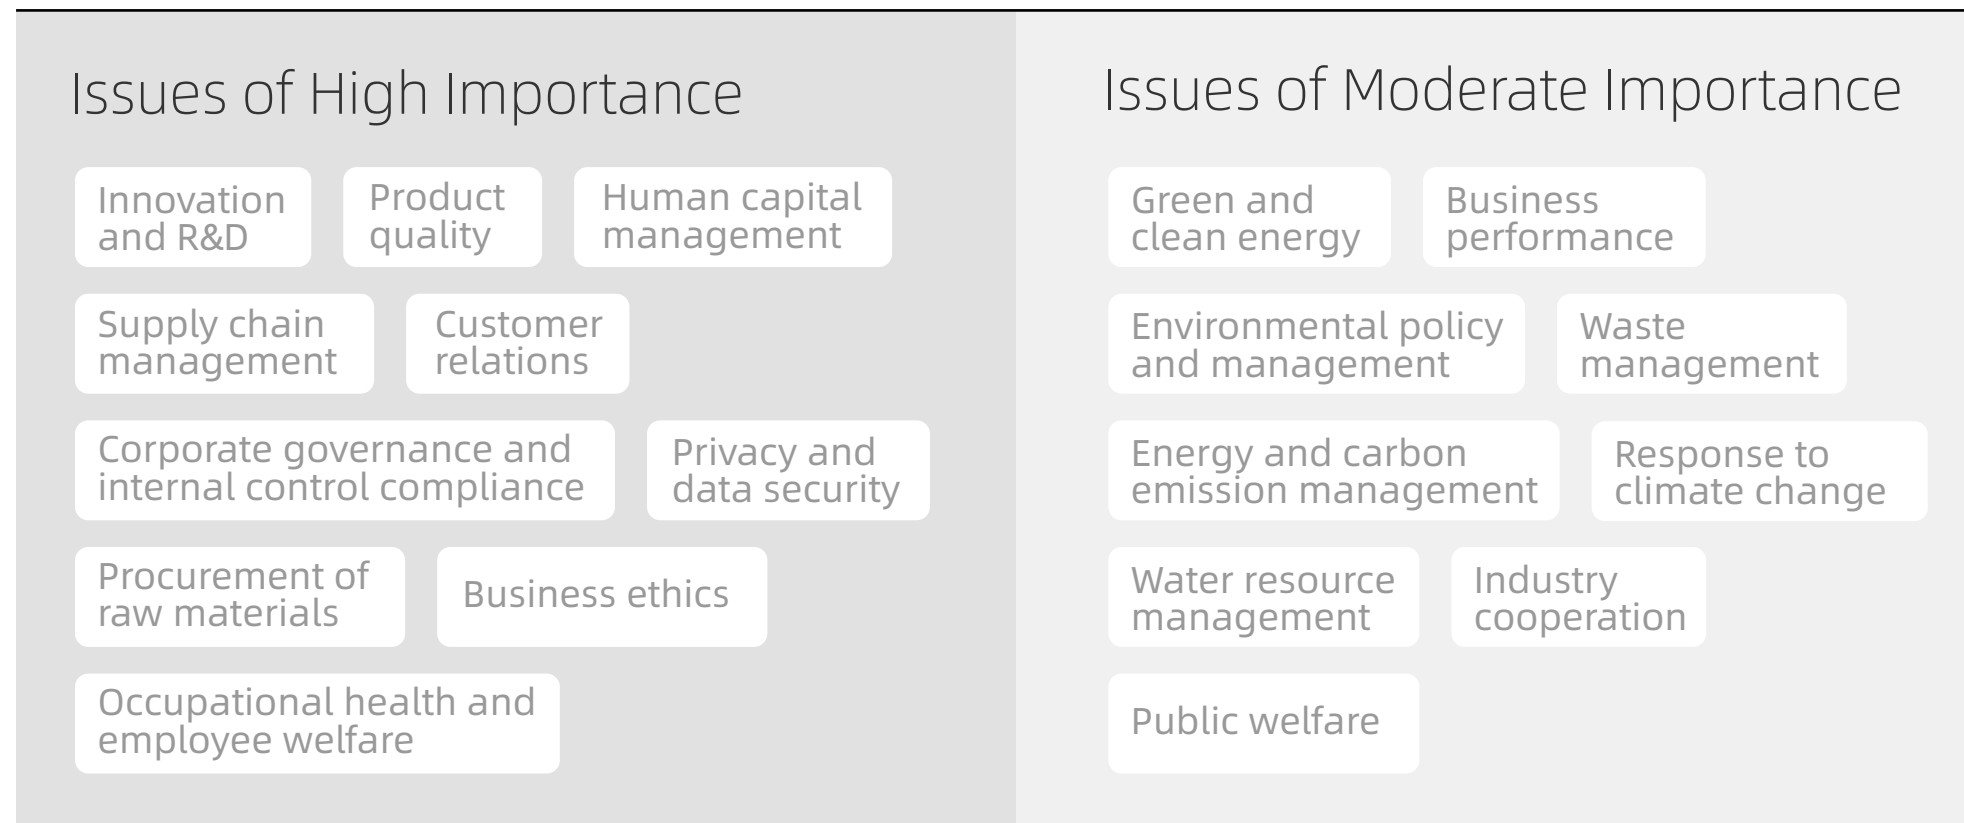 Issues of High Importance
Innovation
and R&D
Product
quality
Human capital
management
Supply chain
management
Customer
relations
Corporate governance and
internal control compliance
Privacy and
data security
Procurement of
raw materials
Business ethics
Occupational health and
employee welfare
Issues of Moderate Importance
Green and
clean energy
Business
performance
Environmental policy
and management
Waste
management
Energy and carbon
emission management
Response to
climate change
Water resource
management
Industry
cooperation
Public welfare